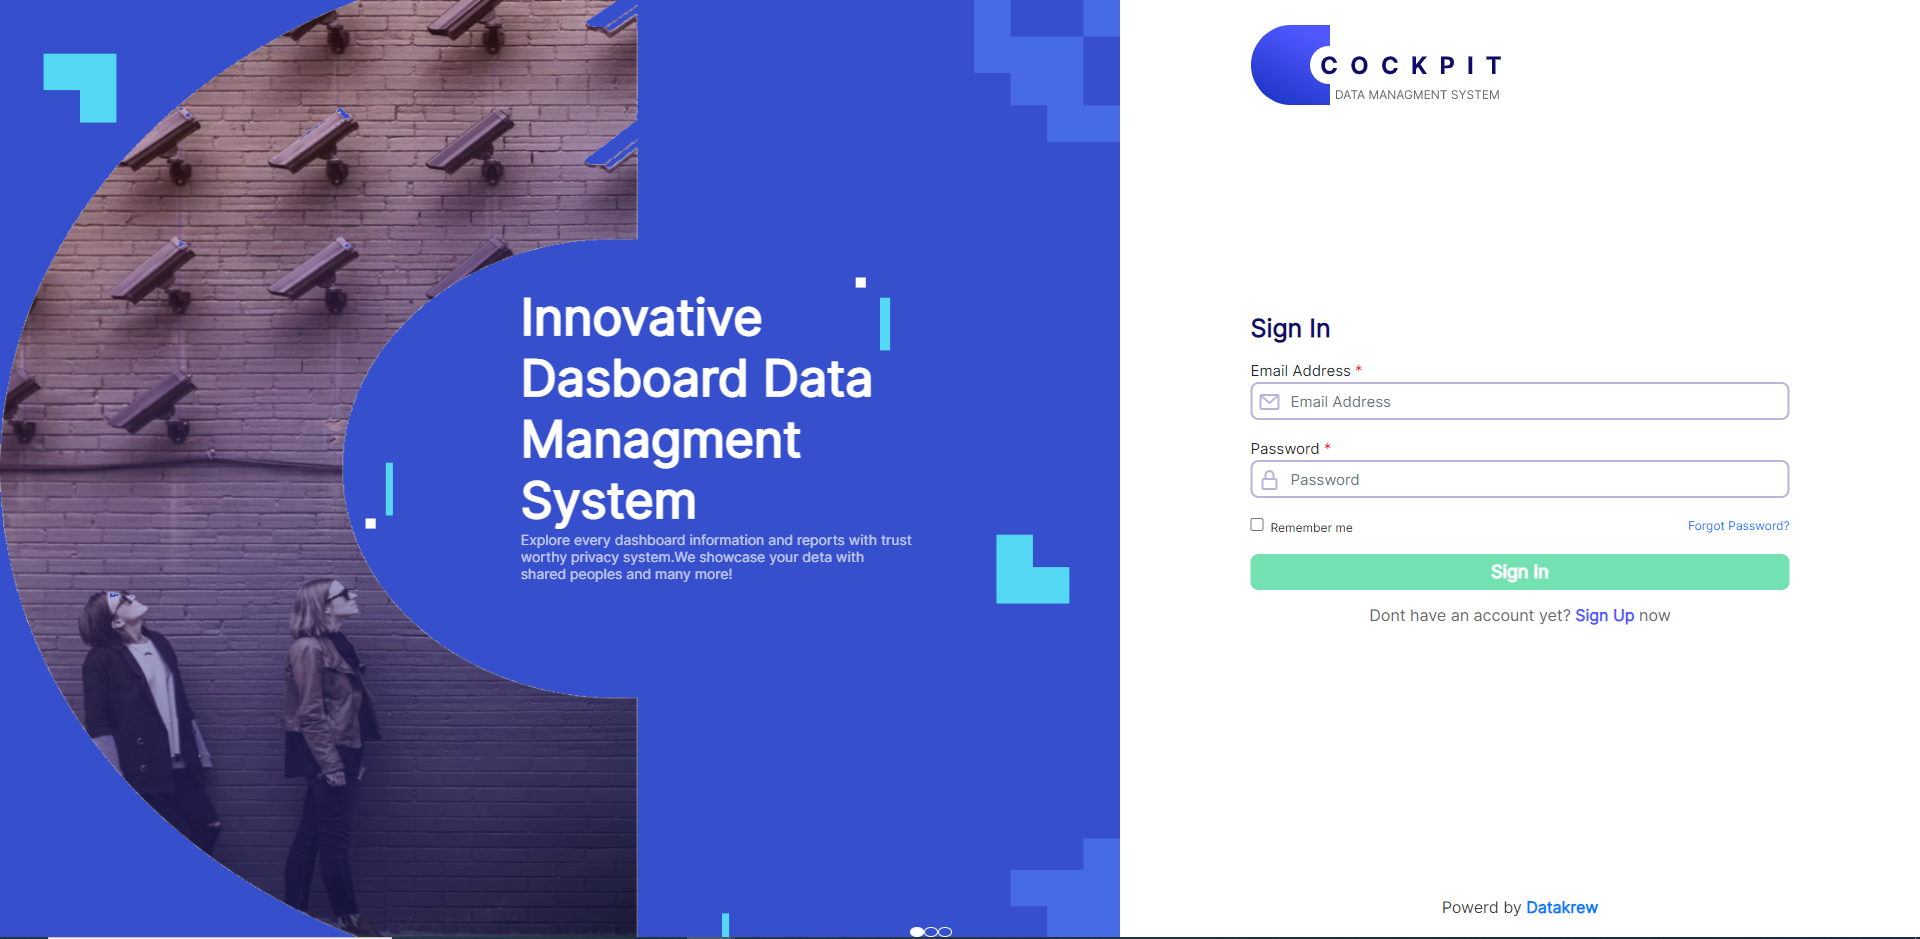 Innovative
Dasboard Data
Managment
System
Explore every dashboard information and reports with trust
worthy privacy system.We showcase your deta with
shared peoples and many more!
COCKPIT
DATA MANAGMENT SYSTEM
Sign In
Email Address *
Email Address
Password *
Password
Remember me
Forgot Password?
Sign In
Dont have an account yet? Sign Up now
Powerd by Datakrew